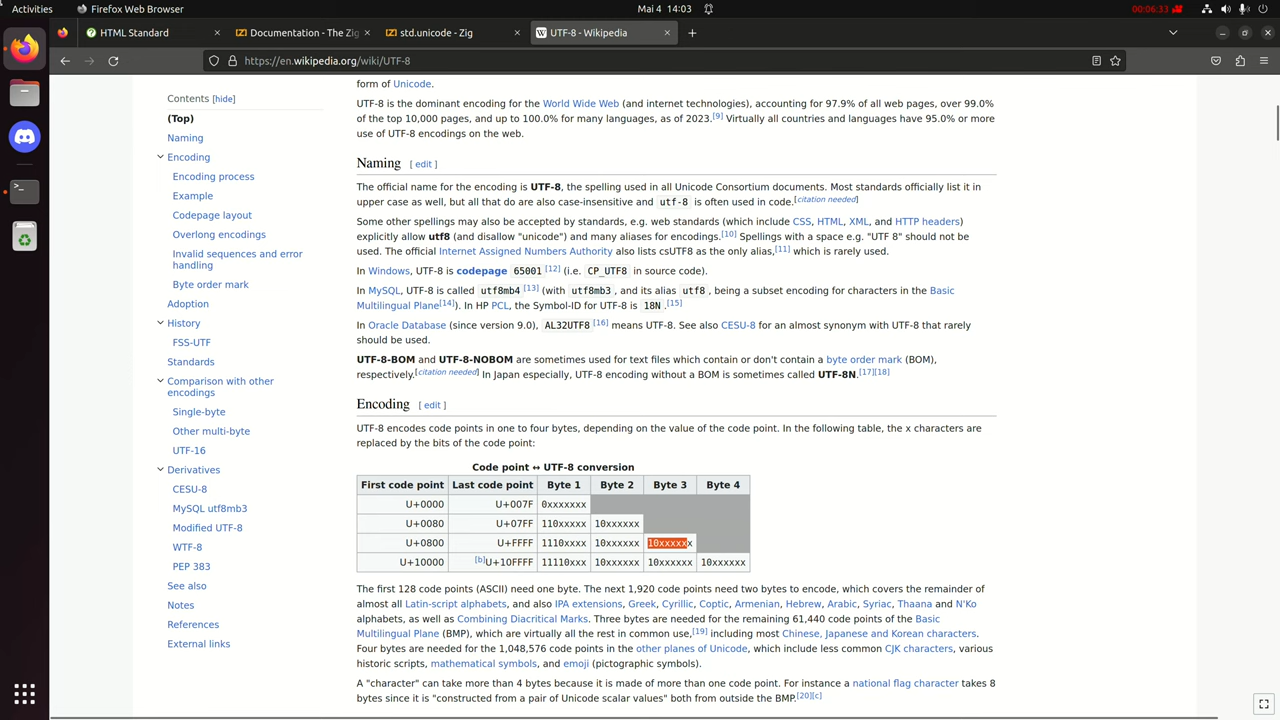 Activities
Firefox Web Browser
Mai 4 14:03
00:06:33
HTML Standard
Documentation - The Zig
std.unicode - Zig
UTF-8 - Wikipedia
https://en.wikipedia.org/wiki/UTF-8
Contents [hide]
(Top)
Naming
Encoding
Encoding process
Example
Codepage layout
Overlong encodings
Invalid sequences and error
handling
Byte order mark
Adoption
History
FSS-UTF
Standards
Comparison with other
encodings
Single-byte
Other multi-byte
UTF-16
Derivatives
CESU-8
MySQL utf8mb3
Modified UTF-8
WTF-8
PEP 383
See also
Notes
References
External links
form of Unicode.
UTF-8 is the dominant encoding for the World Wide Web (and internet technologies), accounting for 97.9% of all web pages, over 99.0%
of the top 10,000 pages, and up to 100.0% for many languages, as of 2023.[9] Virtually all countries and languages have 95.0% or more
use of UTF-8 encodings on the web.
Naming [ edit ]
The official name for the encoding is UTF-8, the spelling used in all Unicode Consortium documents. Most standards officially list it in
upper case as well, but all that do are also case-insensitive and utf-8 is often used in code.[citation needed]
Some other spellings may also be accepted by standards, e.g. web standards (which include CSS, HTML, XML, and HTTP headers)
explicitly allow utf8 (and disallow "unicode") and many aliases for encodings.[10] Spellings with a space e.g. "UTF 8" should not be
used. The official Internet Assigned Numbers Authority also lists csUTF8 as the only alias,[11] which is rarely used.
In Windows, UTF-8 is codepage 65001 [12] (i.e. CP_UTF8 in source code).
In MySQL, UTF-8 is called utf8mb4 [13] (with utf8mb3, and its alias utf8, being a subset encoding for characters in the Basic
Multilingual Plane[14]). In HP PCL, the Symbol-ID for UTF-8 is 18N.[15]
In Oracle Database (since version 9.0), AL32UTF8 [16] means UTF-8. See also CESU-8 for an almost synonym with UTF-8 that rarely
should be used.
UTF-8-BOM and UTF-8-NOBOM are sometimes used for text files which contain or don't contain a byte order mark (BOM),
respectively.[citation needed] In Japan especially, UTF-8 encoding without a BOM is sometimes called UTF-8N.[17][18]
Encoding [ edit ]
UTF-8 encodes code points in one to four bytes, depending on the value of the code point. In the following table, the x characters are
replaced by the bits of the code point:
Code point ↔ UTF-8 conversion
First code point Last code point Byte 1 Byte 2 Byte 3 Byte 4
U+0000 U+007F 0xxxxxxx
U+0080 U+07FF 110xxxxx 10xxxxxx
U+0800 U+FFFF 1110xxxx 10xxxxxx 10xxxxxx
U+10000 [b]U+10FFFF 11110xxx 10xxxxxx 10xxxxxx 10xxxxxx
The first 128 code points (ASCII) need one byte. The next 1,920 code points need two bytes to encode, which covers the remainder of
almost all Latin-script alphabets, and also IPA extensions, Greek, Cyrillic, Coptic, Armenian, Hebrew, Arabic, Syriac, Thaana and N'Ko
alphabets, as well as Combining Diacritical Marks. Three bytes are needed for the remaining 61,440 code points of the Basic
Multilingual Plane (BMP), which are virtually all the rest in common use,[19] including most Chinese, Japanese and Korean characters.
Four bytes are needed for the 1,048,576 code points in the other planes of Unicode, which include less common CJK characters, various
historic scripts, mathematical symbols, and emoji (pictographic symbols).
A "character" can take more than 4 bytes because it is made of more than one code point. For instance a national flag character takes 8
bytes since it is "constructed from a pair of Unicode scalar values" both from outside the BMP.[20][c]